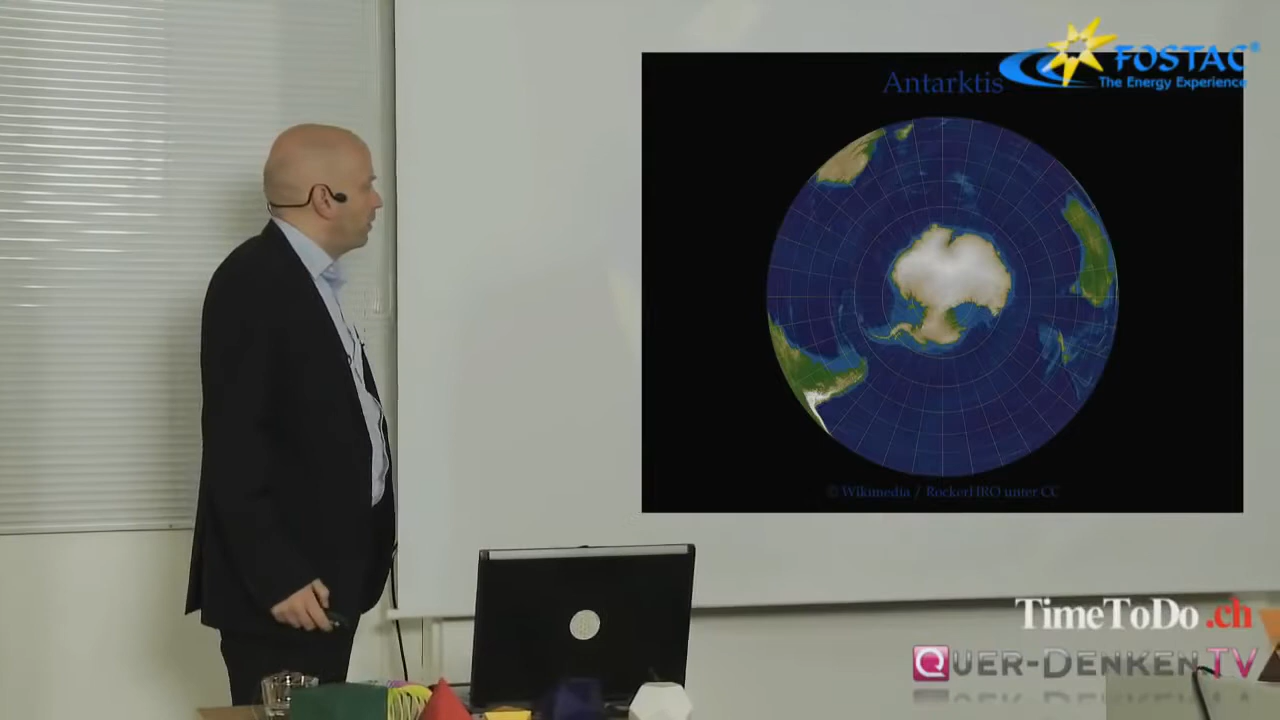 Antarktis
FOSTAC®
The Energy Experience
© Wikimedia / RockerHRO unter CC
TimeToDo.ch
QUER-DENKEN.TV